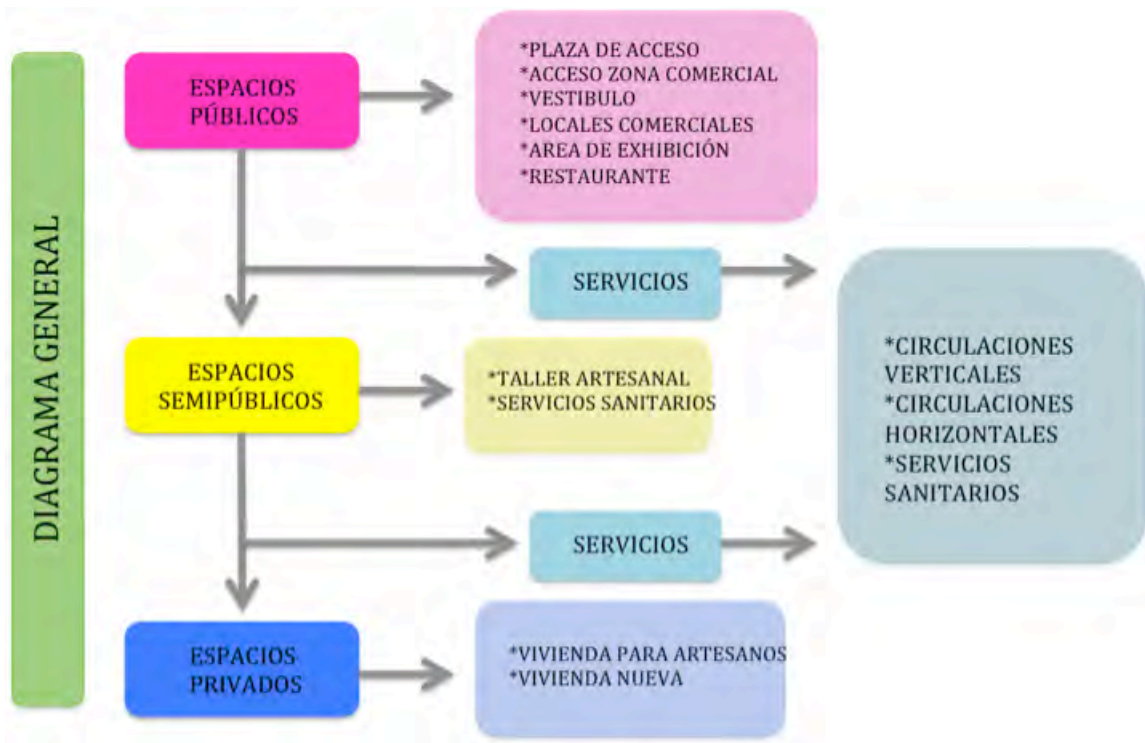 DIAGRAMA GENERAL
ESPACIOS
PÚBLICOS
*PLAZA DE ACCESO
*ACCESO ZONA COMERCIAL
*VESTIBULO
*LOCALES COMERCIALES
*AREA DE EXHIBICIÓN
*RESTAURANTE
SERVICIOS
ESPACIOS
SEMIPÚBLICOS
*TALLER ARTESANAL
*SERVICIOS SANITARIOS
*CIRCULACIONES
VERTICALES
*CIRCULACIONES
HORIZONTALES
*SERVICIOS
SANITARIOS
SERVICIOS
ESPACIOS
PRIVADOS
*VIVIENDA PARA ARTESANOS
*VIVIENDA NUEVA